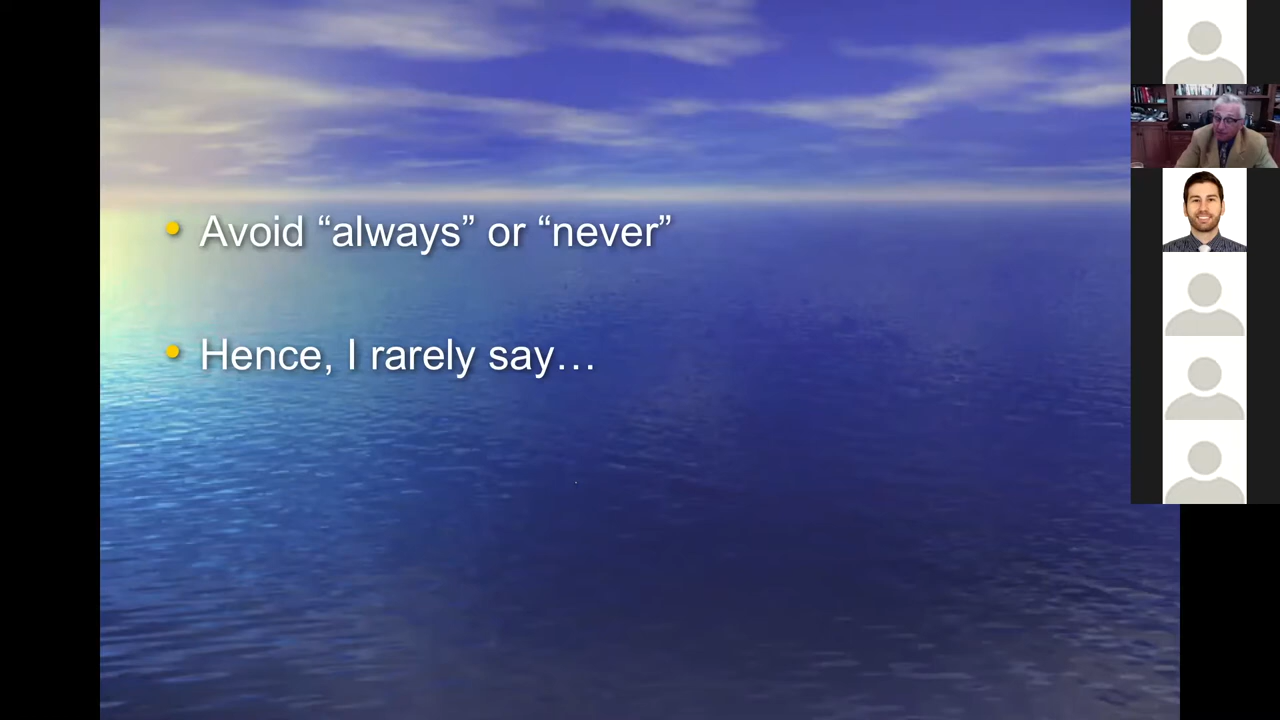 Avoid “always” or “never”
Hence, I rarely say…